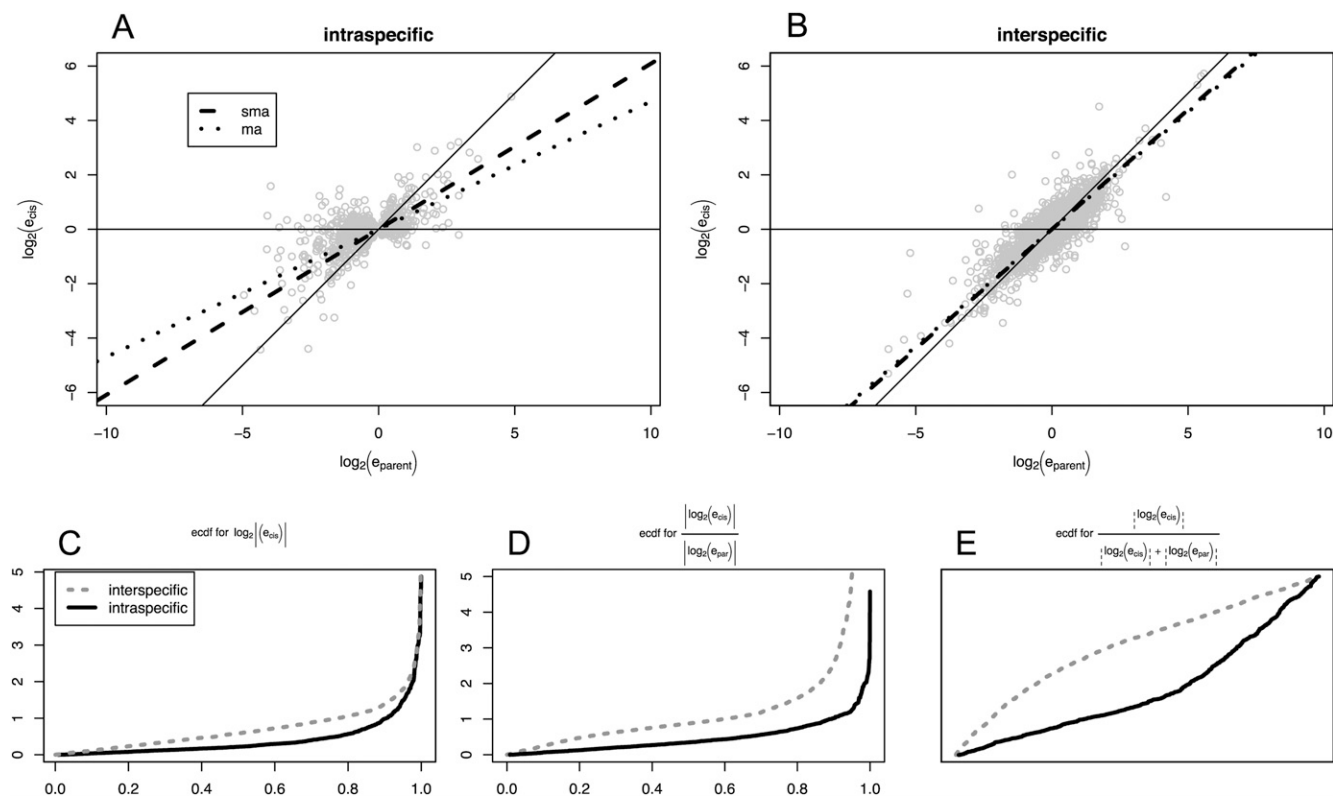 A
intraspecific
6
4
2
0
−2
−4
−6
log2(ecis)
sma
ma
−10 −5 0 5 10
log2(eparent)
B
interspecific
6
4
2
0
−2
−4
−6
log2(ecis)
−10 −5 0 5 10
log2(eparent)
C
ecdf for log2|(ecis)|
5
4
3
2
1
0
interspecific
intraspecific
0.0 0.2 0.4 0.6 0.8 1.0
D
ecdf for |log2(ecis)|
|log2(epar)|
5
4
3
2
1
0
0.0 0.2 0.4 0.6 0.8 1.0
E
ecdf for ¦log2(ecis)¦
¦log2(ecis)¦ + ¦log2(epar)¦